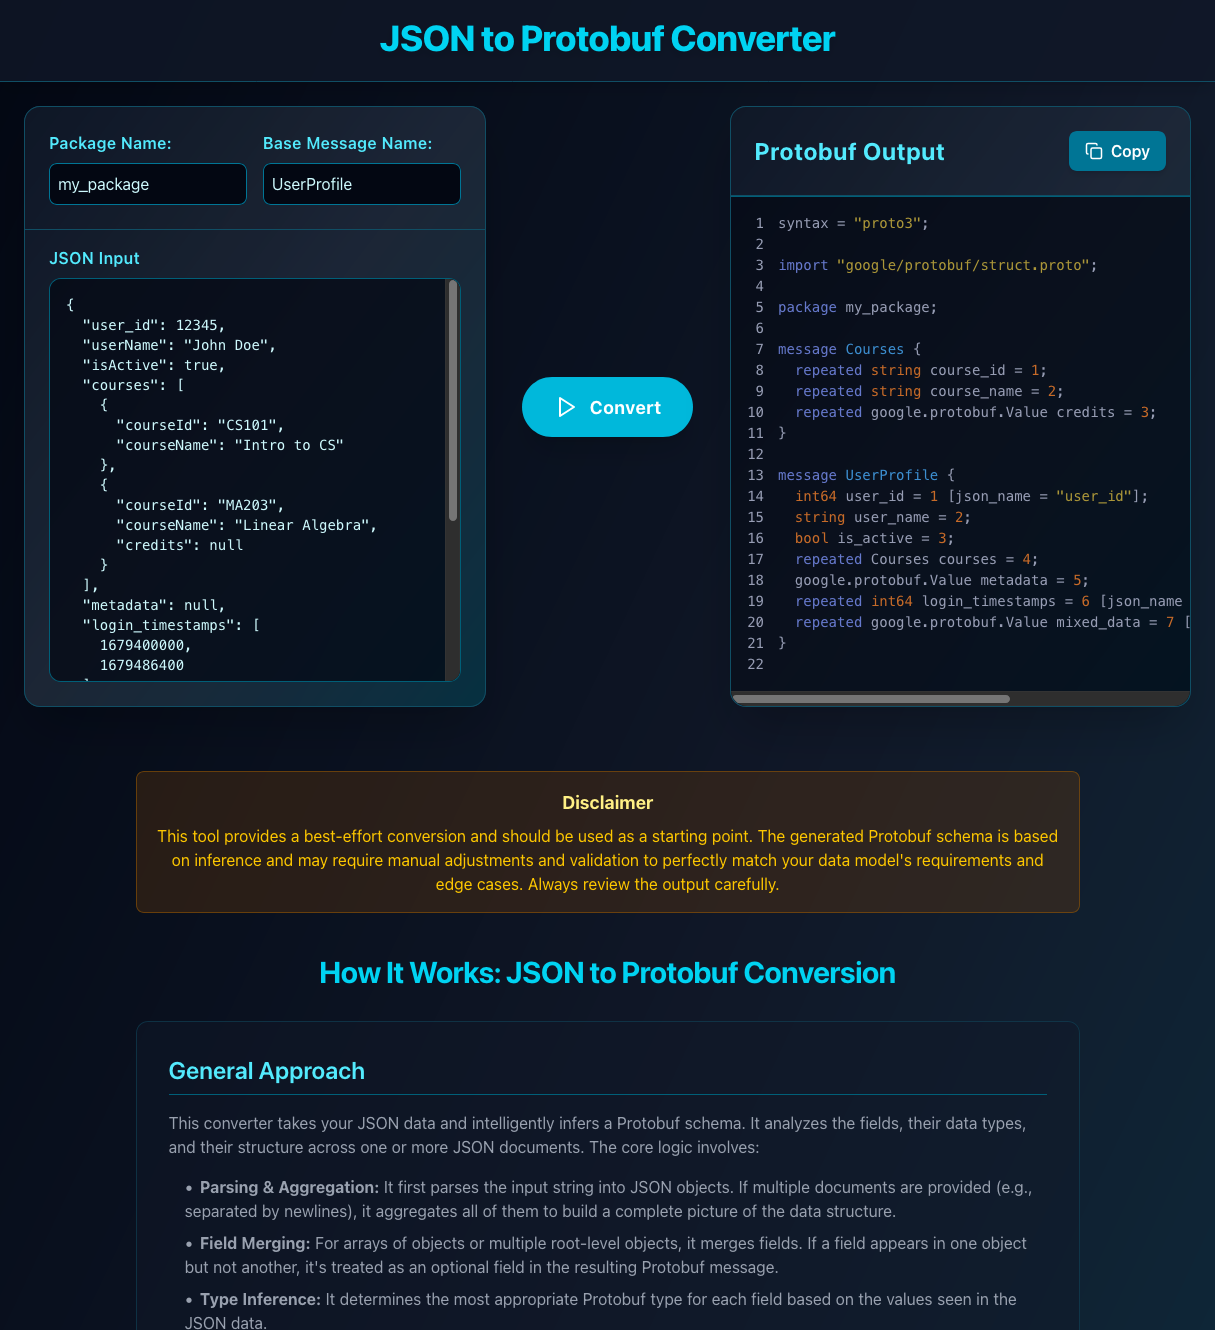 JSON to Protobuf Converter
Package Name:
Base Message Name:
my_package
UserProfile
JSON Input
{
  "user_id": 12345,
  "userName": "John Doe",
  "isActive": true,
  "courses": [
    {
      "courseId": "CS101",
      "courseName": "Intro to CS"
    },
    {
      "courseId": "MA203",
      "courseName": "Linear Algebra",
      "credits": null
    }
  ],
  "metadata": null,
  "login_timestamps": [
    1679400000,
    1679486400
Convert
Protobuf Output
Copy
1 syntax = "proto3";
2
3 import "google/protobuf/struct.proto";
4
5 package my_package;
6
7 message Courses {
8   repeated string course_id = 1;
9   repeated string course_name = 2;
10   repeated google.protobuf.Value credits = 3;
11 }
12
13 message UserProfile {
14   int64 user_id = 1 [json_name = "user_id"];
15   string user_name = 2;
16   bool is_active = 3;
17   repeated Courses courses = 4;
18   google.protobuf.Value metadata = 5;
19   repeated int64 login_timestamps = 6 [json_name
20   repeated google.protobuf.Value mixed_data = 7 [
21 }
22
Disclaimer
This tool provides a best-effort conversion and should be used as a starting point. The generated Protobuf schema is based
on inference and may require manual adjustments and validation to perfectly match your data model's requirements and
edge cases. Always review the output carefully.
How It Works: JSON to Protobuf Conversion
General Approach
This converter takes your JSON data and intelligently infers a Protobuf schema. It analyzes the fields, their data types,
and their structure across one or more JSON documents. The core logic involves:
• Parsing & Aggregation: It first parses the input string into JSON objects. If multiple documents are provided (e.g.,
separated by newlines), it aggregates all of them to build a complete picture of the data structure.
• Field Merging: For arrays of objects or multiple root-level objects, it merges fields. If a field appears in one object
but not another, it's treated as an optional field in the resulting Protobuf message.
• Type Inference: It determines the most appropriate Protobuf type for each field based on the values seen in the
JSON data.